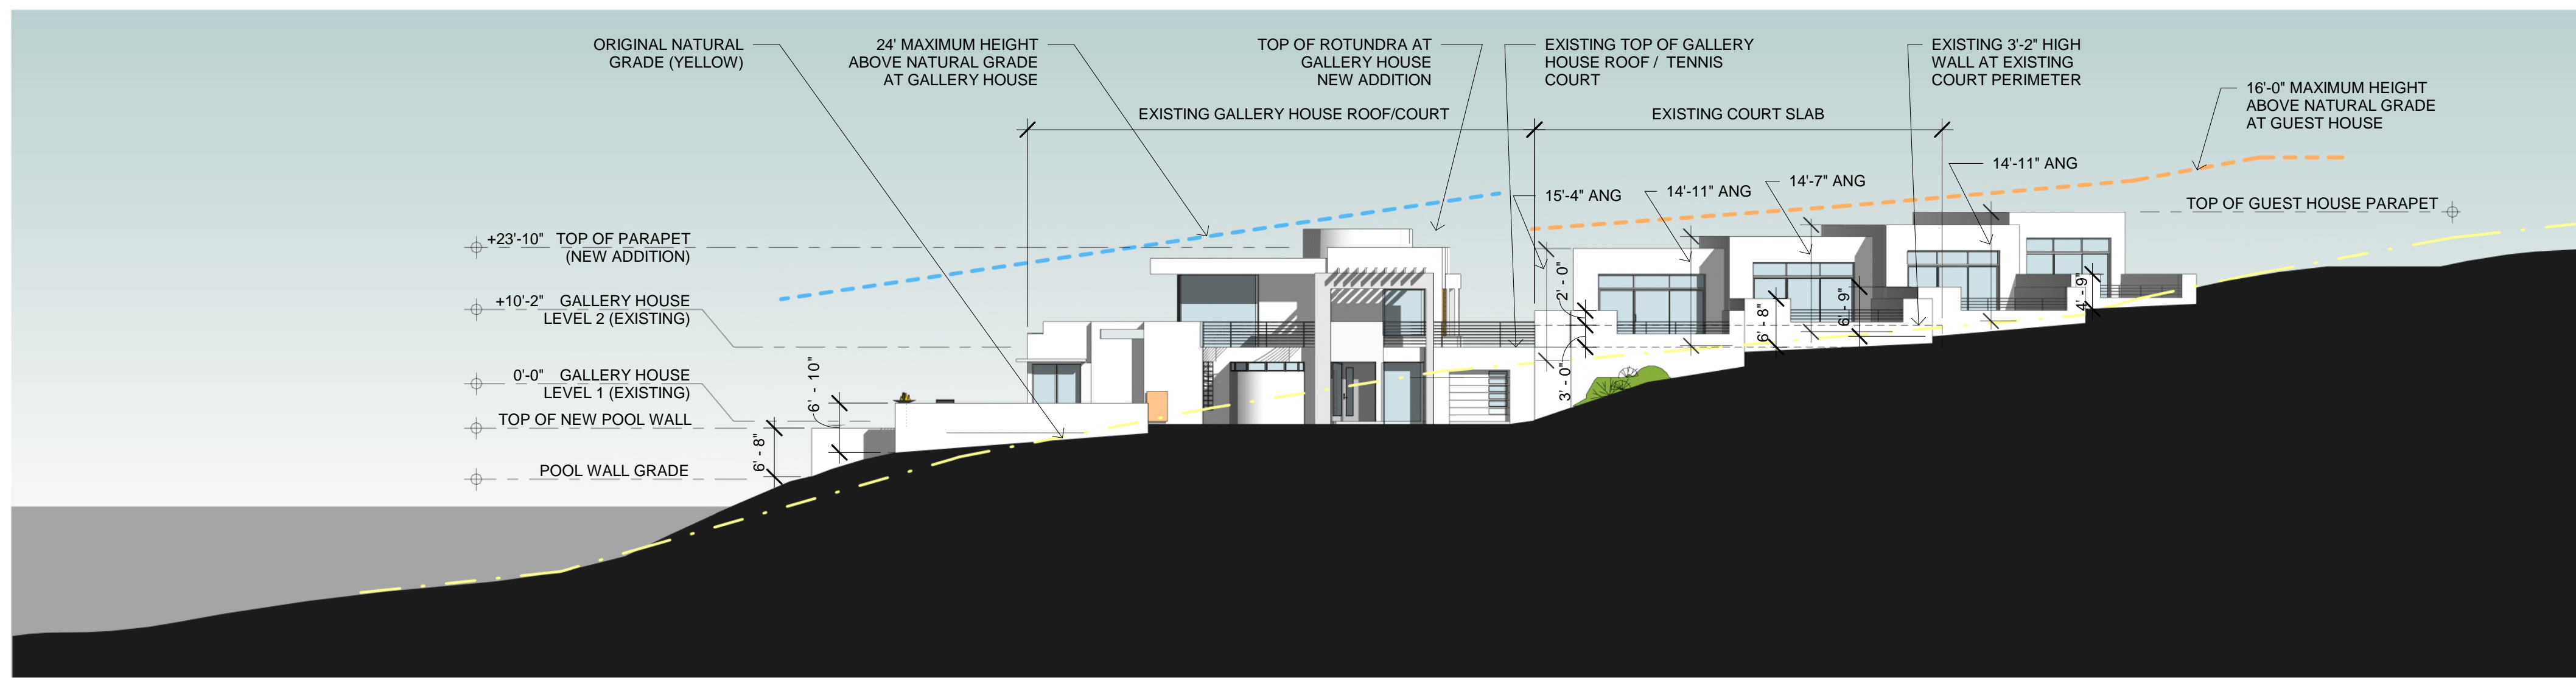 ORIGINAL NATURAL
GRADE (YELLOW)
24' MAXIMUM HEIGHT
ABOVE NATURAL GRADE
AT GALLERY HOUSE
TOP OF ROTUNDRA AT
GALLERY HOUSE
NEW ADDITION
EXISTING TOP OF GALLERY
HOUSE ROOF / TENNIS
COURT
EXISTING 3'-2" HIGH
WALL AT EXISTING
COURT PERIMETER
16'-0" MAXIMUM HEIGHT
ABOVE NATURAL GRADE
AT GUEST HOUSE
EXISTING GALLERY HOUSE ROOF/COURT
EXISTING COURT SLAB
15'-4" ANG
14'-11" ANG
14'-7" ANG
14'-11" ANG
TOP OF GUEST HOUSE PARAPET
+23'-10" TOP OF PARAPET
(NEW ADDITION)
+10'-2" GALLERY HOUSE
LEVEL 2 (EXISTING)
0'-0" GALLERY HOUSE
LEVEL 1 (EXISTING)
TOP OF NEW POOL WALL
POOL WALL GRADE
6' - 8"
6' - 10"
2' - 0"
3' - 0"
6' - 8"
6' - 9"
4' - 9"